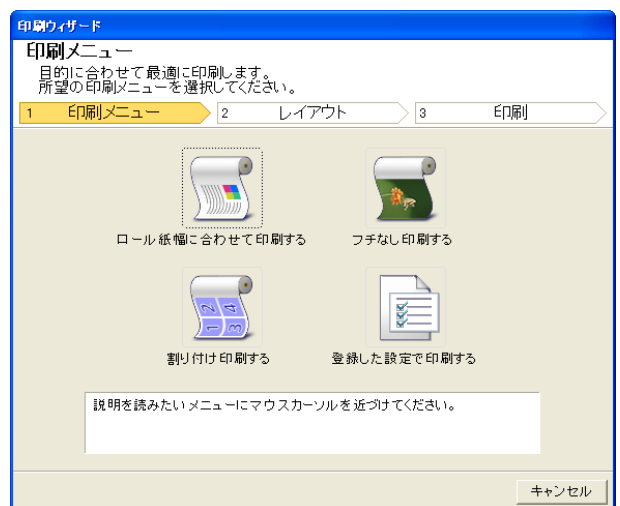 印刷ウィザード
印刷メニュー
目的に合わせて最適に印刷します。
所望の印刷メニューを選択してください。
1 印刷メニュー 2 レイアウト 3 印刷
ロール紙幅に合わせて印刷する フチなし印刷する
2 4
1 3
割り付け印刷する 登録した設定で印刷する
説明を読みたいメニューにマウスカーソルを近づけてください。
キャンセル